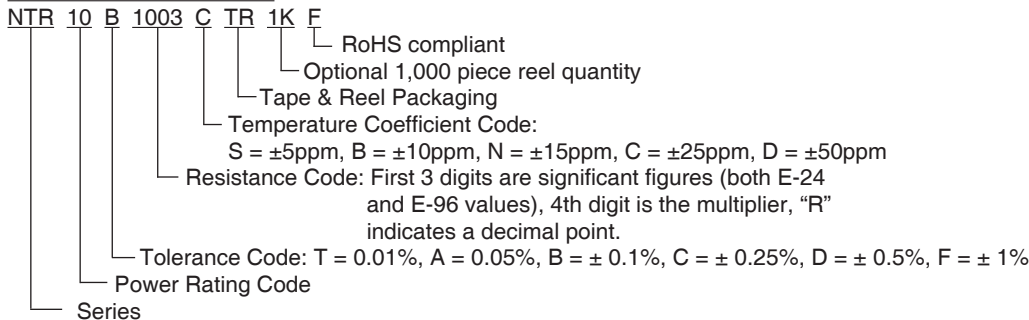 NTR 10 B 1003 C TR 1K F
RoHS compliant
Optional 1,000 piece reel quantity
Tape & Reel Packaging
Temperature Coefficient Code:
S = ±5ppm, B = ±10ppm, N = ±15ppm, C = ±25ppm, D = ±50ppm
Resistance Code: First 3 digits are significant figures (both E-24
and E-96 values), 4th digit is the multiplier, “R”
indicates a decimal point.
Tolerance Code: T = 0.01%, A = 0.05%, B = ± 0.1%, C = ± 0.25%, D = ± 0.5%, F = ± 1%
Power Rating Code
Series